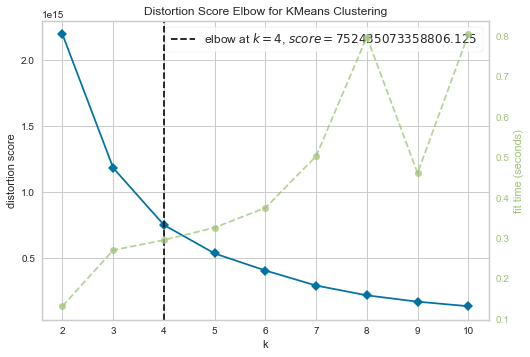 Distortion Score Elbow for KMeans Clustering
1e15
elbow at k = 4, score =
2.0
1.5
1.0
0.5
distortion score
0.8
0.7
0.6
0.5
0.4
0.3
0.2
0.1
fit time (seconds)
2 3 4 5 6 7 8 9 10
k